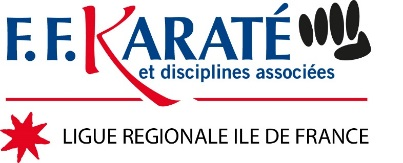 F.F.KARATÉ
et disciplines associées
LIGUE REGIONALE ILE DE FRANCE